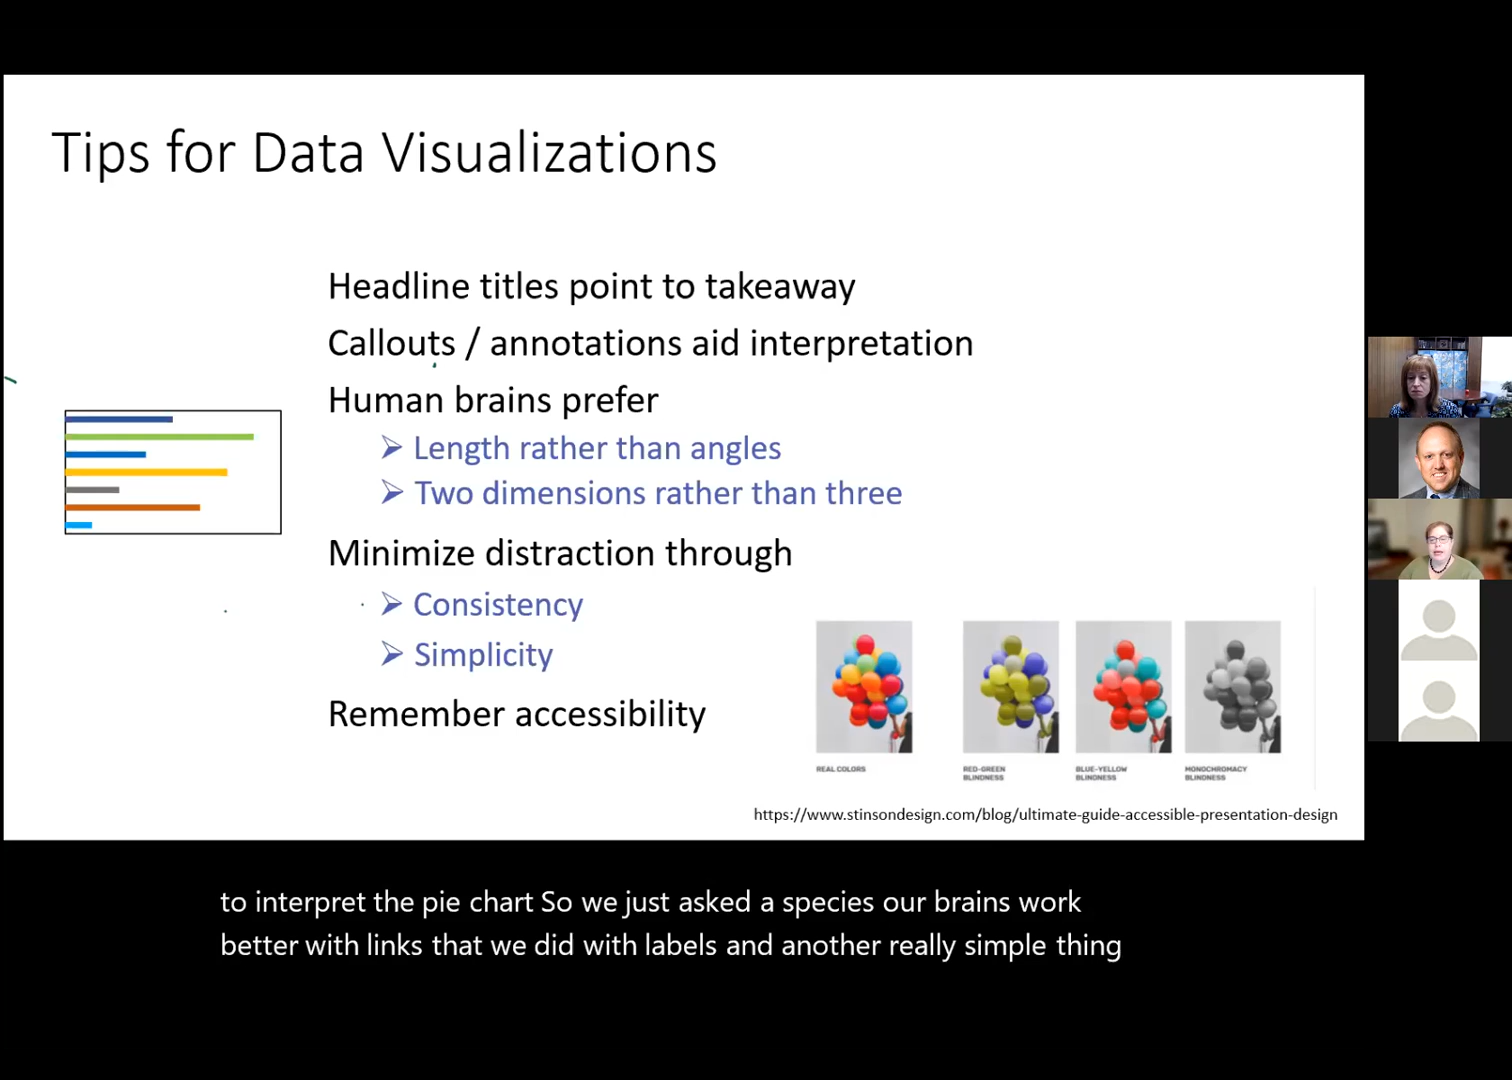 Tips for Data Visualizations
Headline titles point to takeaway
Callouts / annotations aid interpretation
Human brains prefer
➢ Length rather than angles
➢ Two dimensions rather than three
Minimize distraction through
➢ Consistency
➢ Simplicity
Remember accessibility
REAL COLORS
RED-GREEN
BLINDNESS
BLUE-YELLOW
BLINDNESS
MONOCHROMACY
BLINDNESS
https://www.stinsondesign.com/blog/ultimate-guide-accessible-presentation-design
to interpret the pie chart So we just asked a species our brains work
better with links that we did with labels and another really simple thing